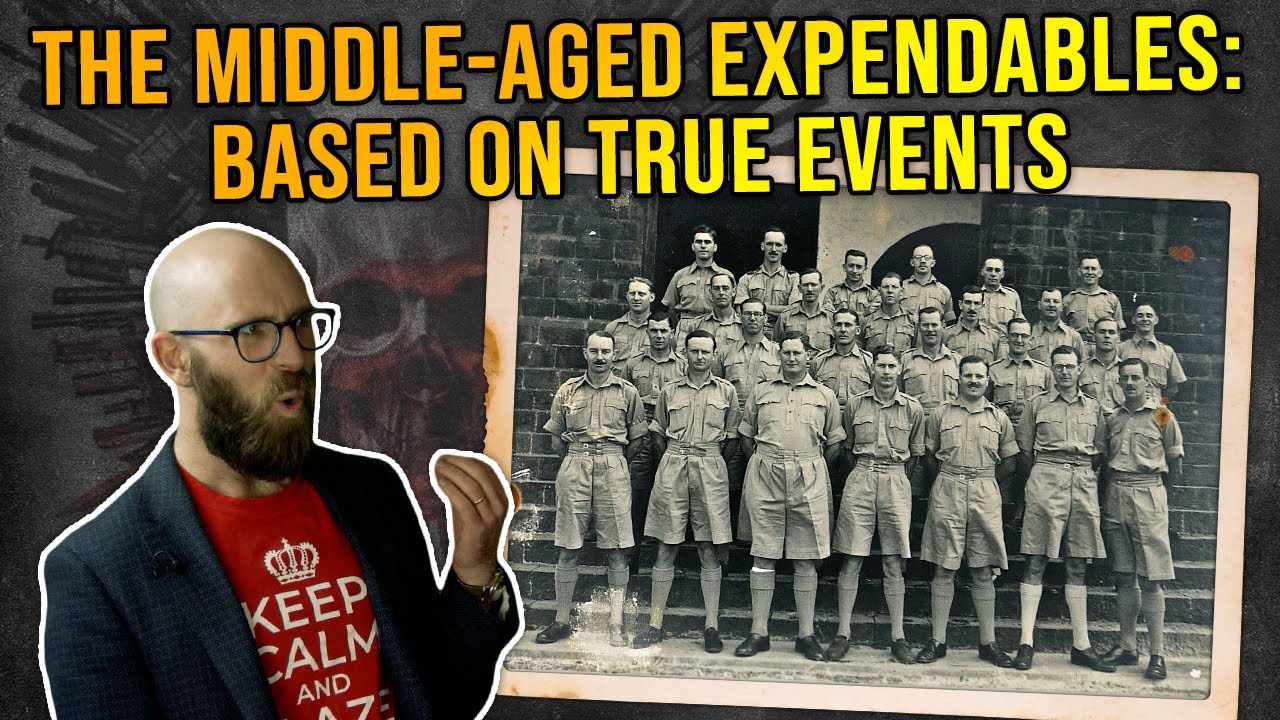 THE MIDDLE-AGED EXPENDABLES:
BASED ON TRUE EVENTS
KEEP
CALM
AND